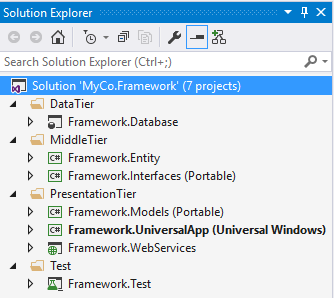 Solution Explorer
Search Solution Explorer (Ctrl+;)
Solution 'MyCo.Framework' (7 projects)
DataTier
Framework.Database
MiddleTier
C# Framework.Entity
C# Framework.Interfaces (Portable)
PresentationTier
C# Framework.Models (Portable)
C# Framework.UniversalApp (Universal Windows)
Framework.WebServices
Test
Framework.Test